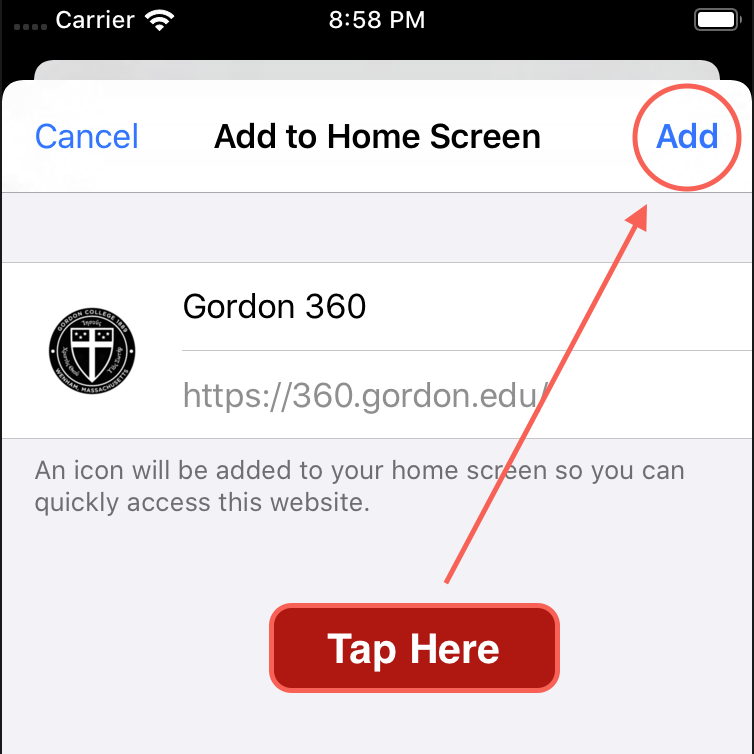 Carrier 8:58 PM
Cancel Add to Home Screen Add
Gordon 360
GORDON COLLEGE 1889
WENHAM, MASSACHUSETTS
https://360.gordon.edu/
An icon will be added to your home screen so you can
quickly access this website.
Tap Here